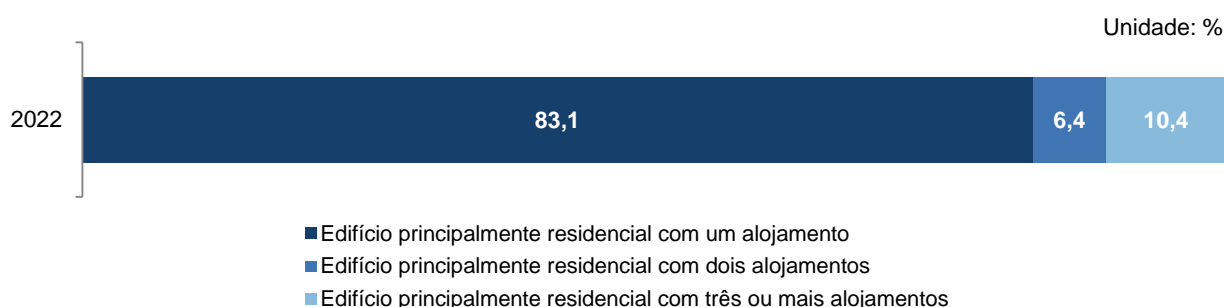 Unidade: %
2022
83,1
6,4
10,4
Edifício principalmente residencial com um alojamento
Edifício principalmente residencial com dois alojamentos
Edifício principalmente residencial com três ou mais alojamentos